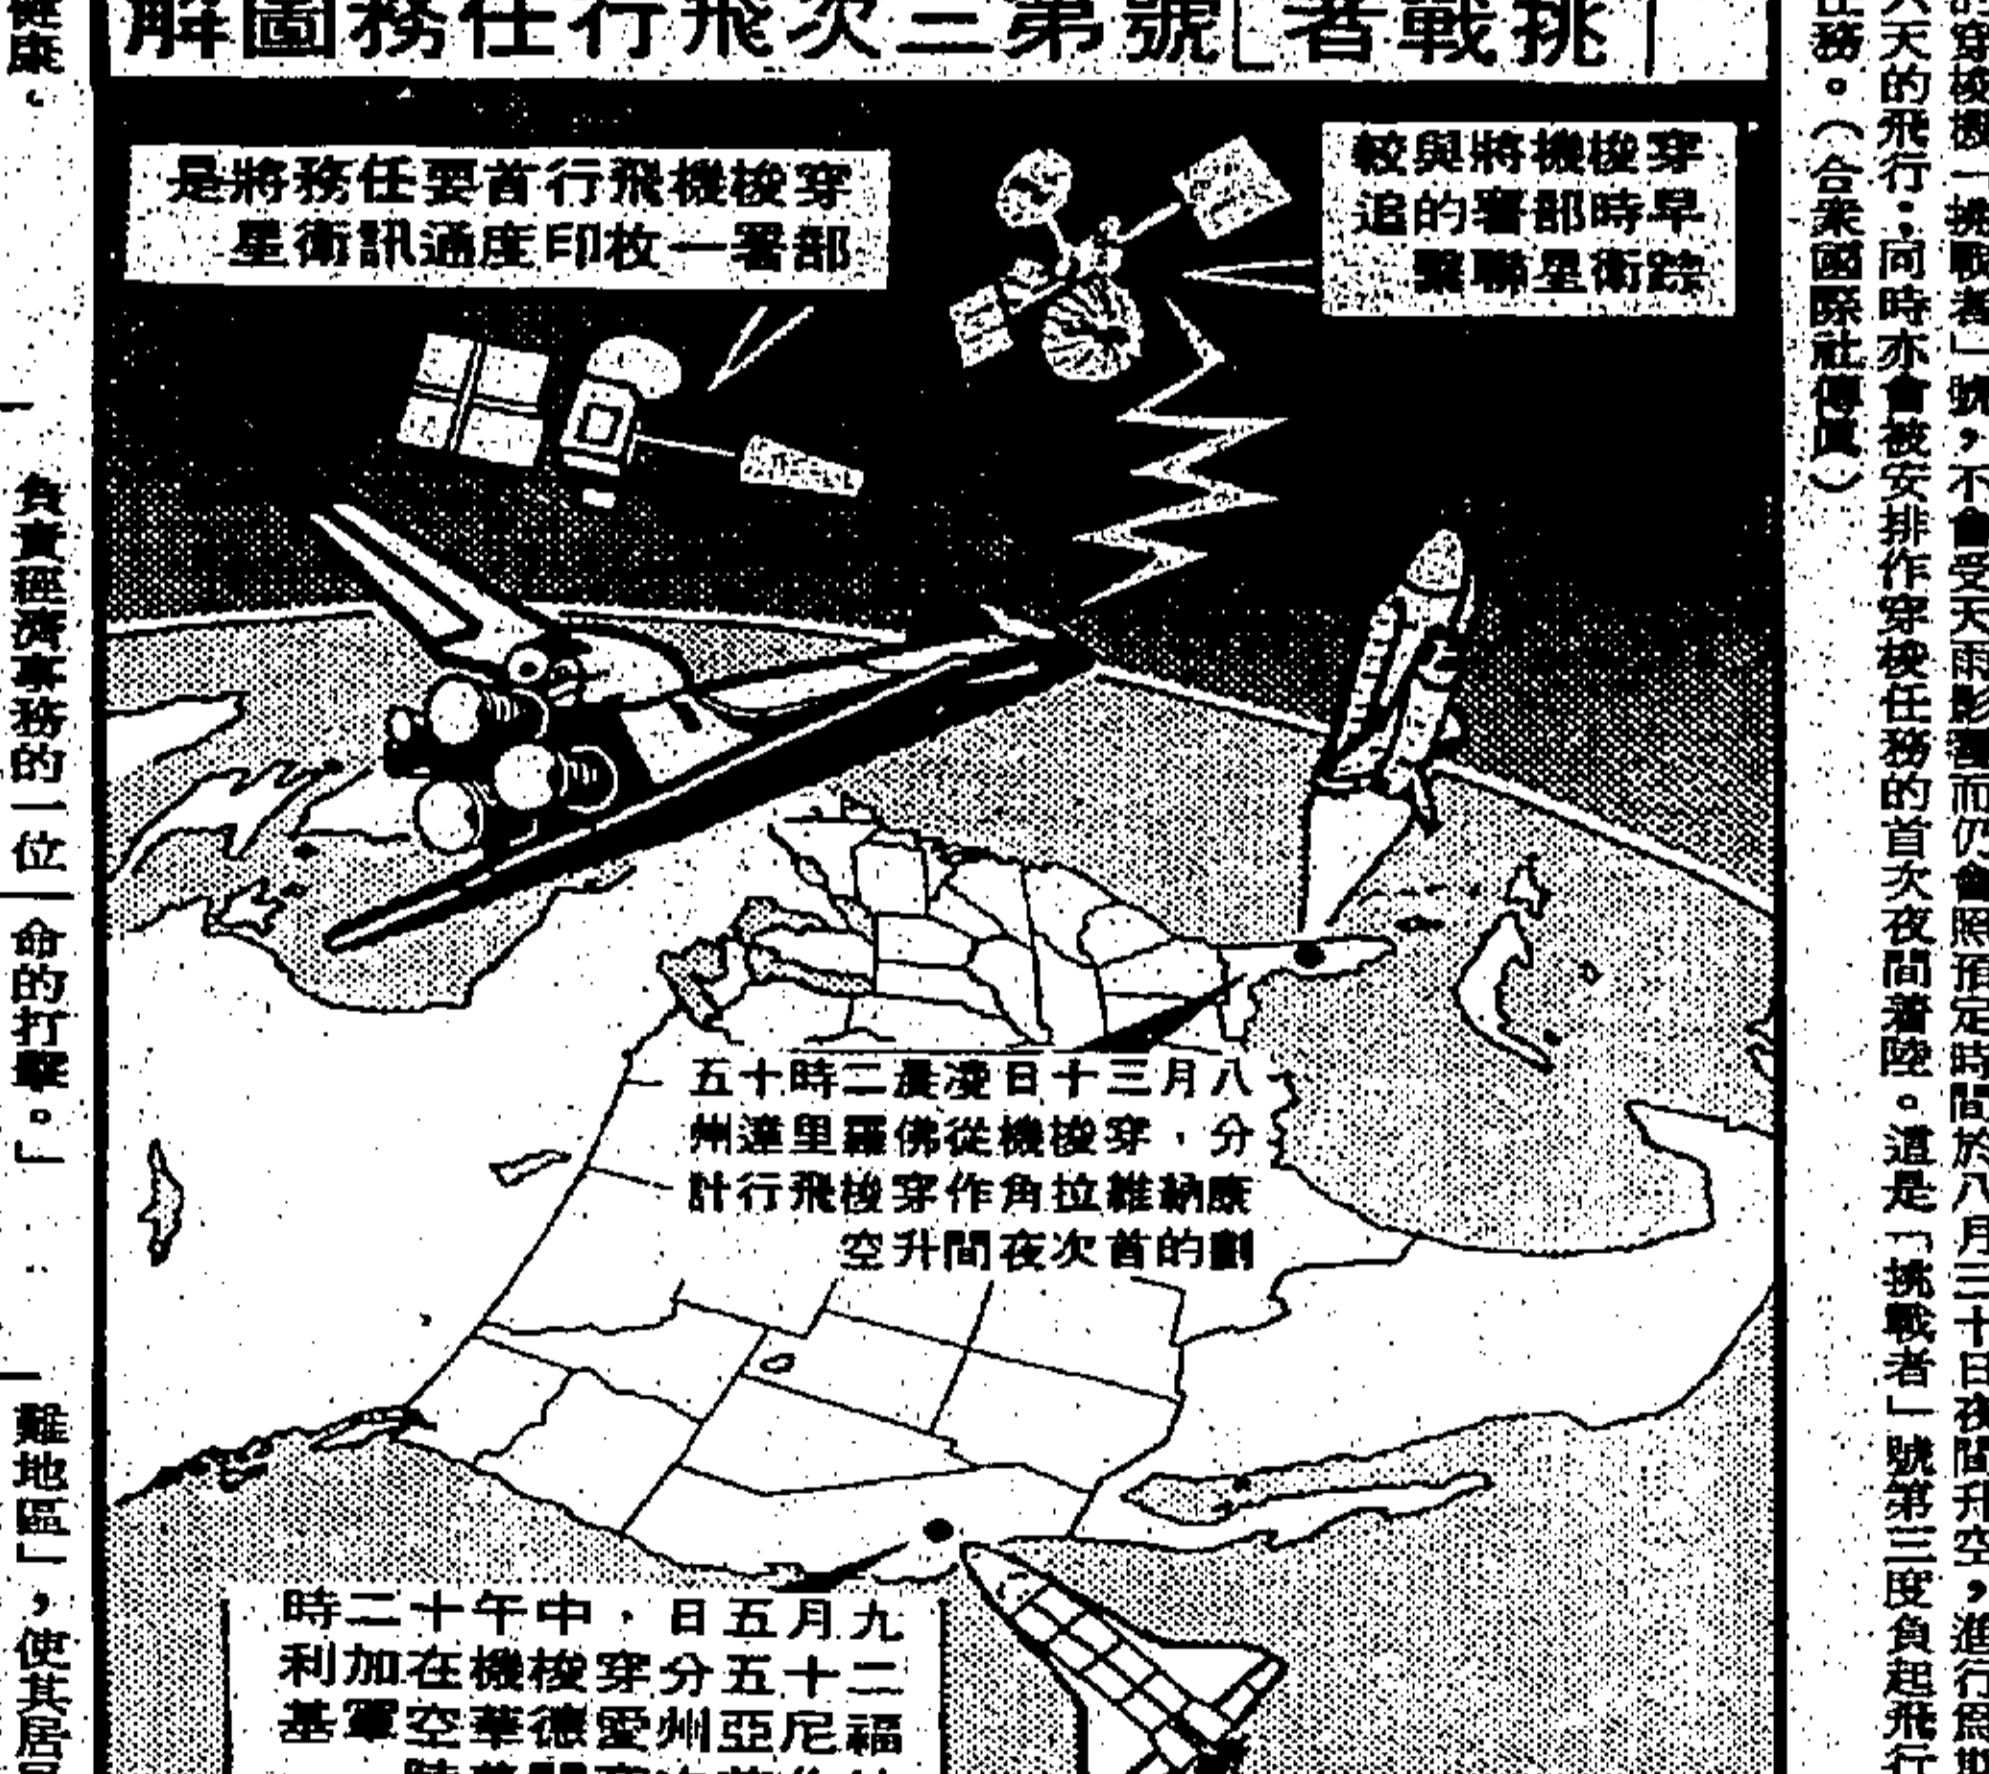 「挑戰者」號第三次飛行任務圖解
穿梭機將與較
早時部署的追
踪衛星聯繫
穿梭機飛行首要任務將是
部署一枚印度通訊衛星
八月三十日凌晨二時十五
分,穿梭機從佛羅里達州
康納維拉角作穿梭飛行計
劃的首次夜間升空
九月五日,中午十二時
二十五分穿梭機在加利
福尼亞州愛德華空軍基
的穿梭機「挑戰者」號,不會受天雨影響而仍會照預定時間於八月三十日夜間升空,進行為期
六天的飛行;同時亦會被安排作穿梭任務的首次夜間着陸。這是「挑戰者」號第三度負起飛行
任務。(合衆國際社傳眞)
健康。
負責經濟事務的一位
命的打擊。」
難地區」,使其居